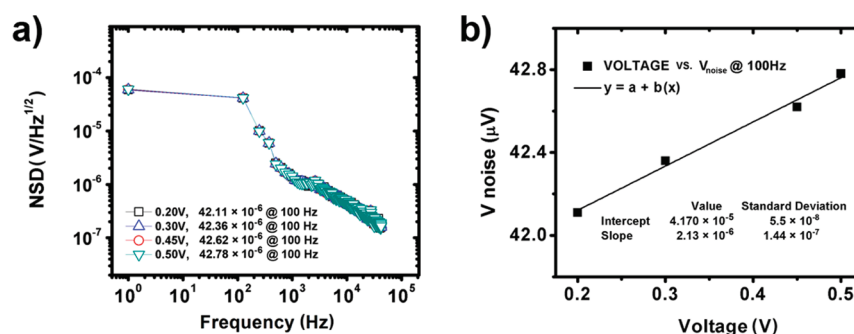 a)
NSD( V/Hz1/2)
10-4
10-5
10-6
10-7
0.20V, 42.11 × 10-6 @ 100 Hz
0.30V, 42.36 × 10-6 @ 100 Hz
0.45V, 42.62 × 10-6 @ 100 Hz
0.50V, 42.78 × 10-6 @ 100 Hz
100 101 102 103 104 105
Frequency (Hz)
b)
V noise (μV)
42.8
42.4
42.0
VOLTAGE vs. Vnoise @ 100Hz
y = a + b(x)
Value Standard Deviation
Intercept 4.170 × 10-5 5.5 × 10-8
Slope 2.13 × 10-6 1.44 × 10-7
0.2 0.3 0.4 0.5
Voltage (V)